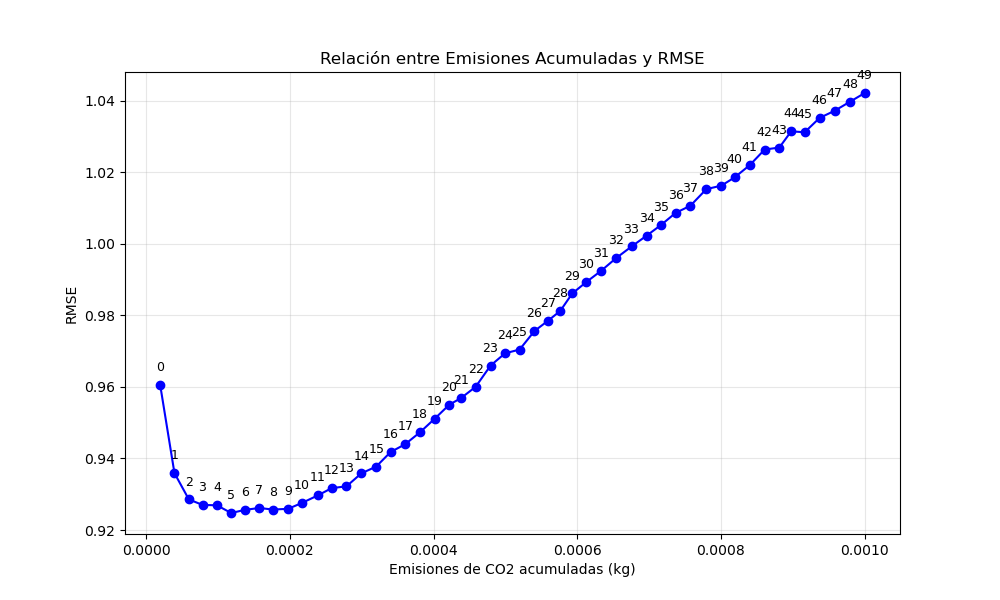 Relación entre Emisiones Acumuladas y RMSE
RMSE
1.04
1.02
1.00
0.98
0.96
0.94
0.92
0 1 2 3 4 5 6 7 8 9 10 11 12 13 14 15 16 17 18 19 20 21 22 23 24 25 26 27 28 29 30 31 32 33 34 35 36 37 38 39 40 41 42 43 44 45 46 47 48 49
0.0000 0.0002 0.0004 0.0006 0.0008 0.0010
Emisiones de CO2 acumuladas (kg)